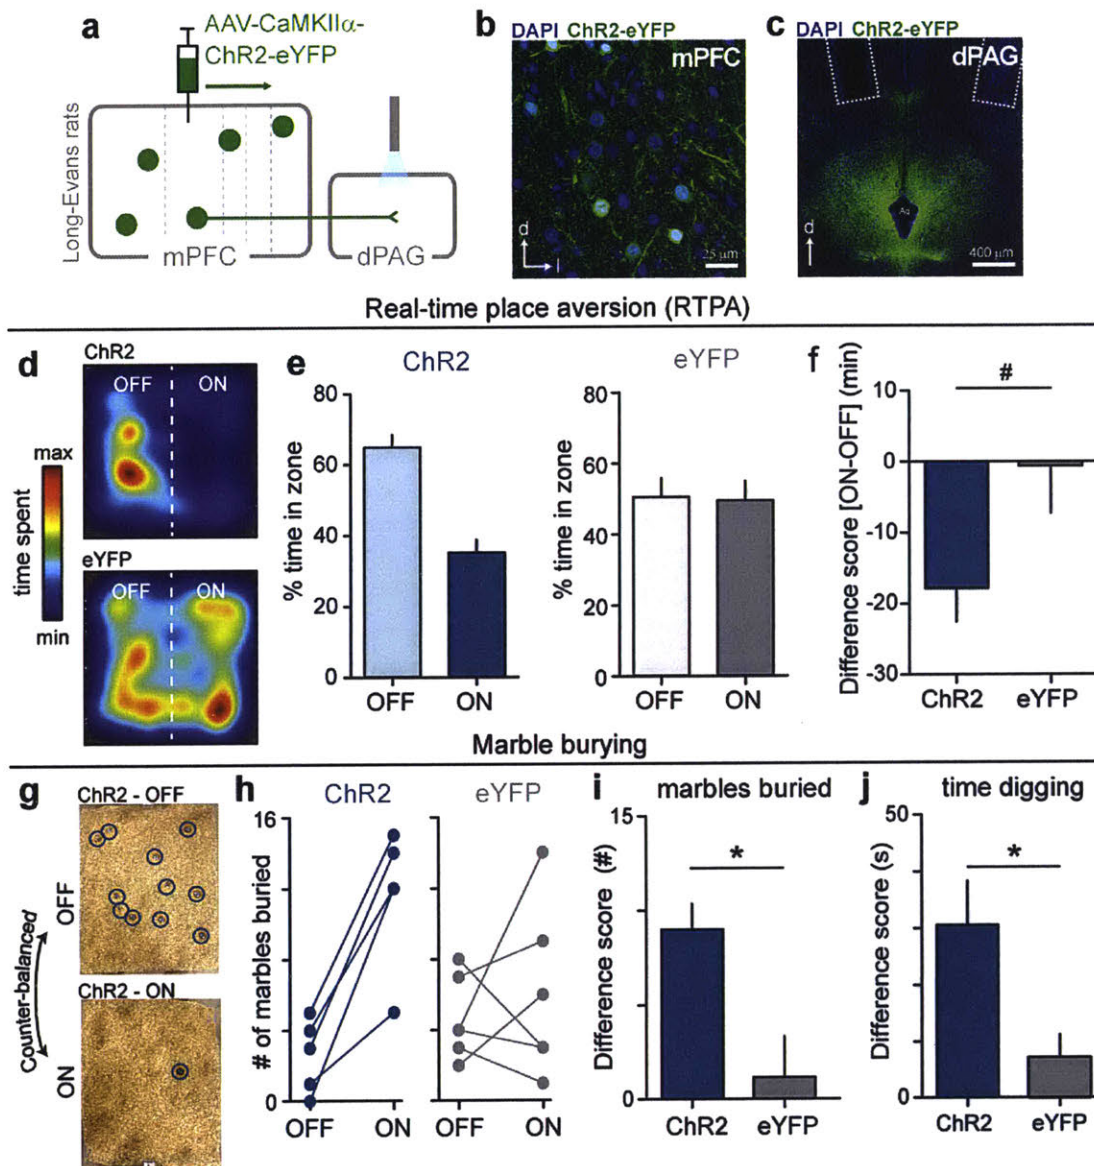 a
AAV-CaMKIIα-
ChR2-eYFP
Long-Evans rats
mPFC
dPAG
b
DAPI ChR2-eYFP
mPFC
d
l
25 µm
c
DAPI ChR2-eYFP
dPAG
Aq
d
400 µm
Real-time place aversion (RTPA)
d
ChR2
OFF ON
max
time spent
min
eYFP
OFF ON
e
ChR2
% time in zone
80
60
40
20
0
OFF ON
eYFP
% time in zone
80
60
40
20
0
OFF ON
f
Difference score [ON-OFF] (min)
10
0
-10
-20
-30
#
ChR2 eYFP
Marble burying
g
ChR2 - OFF
OFF
Counter-balanced
ChR2 - ON
ON
h
ChR2
eYFP
# of marbles buried
16
8
0
OFF ON
OFF ON
i
marbles buried
Difference score (#)
15
0
*
ChR2 eYFP
j
time digging
Difference score (s)
50
0
*
ChR2 eYFP